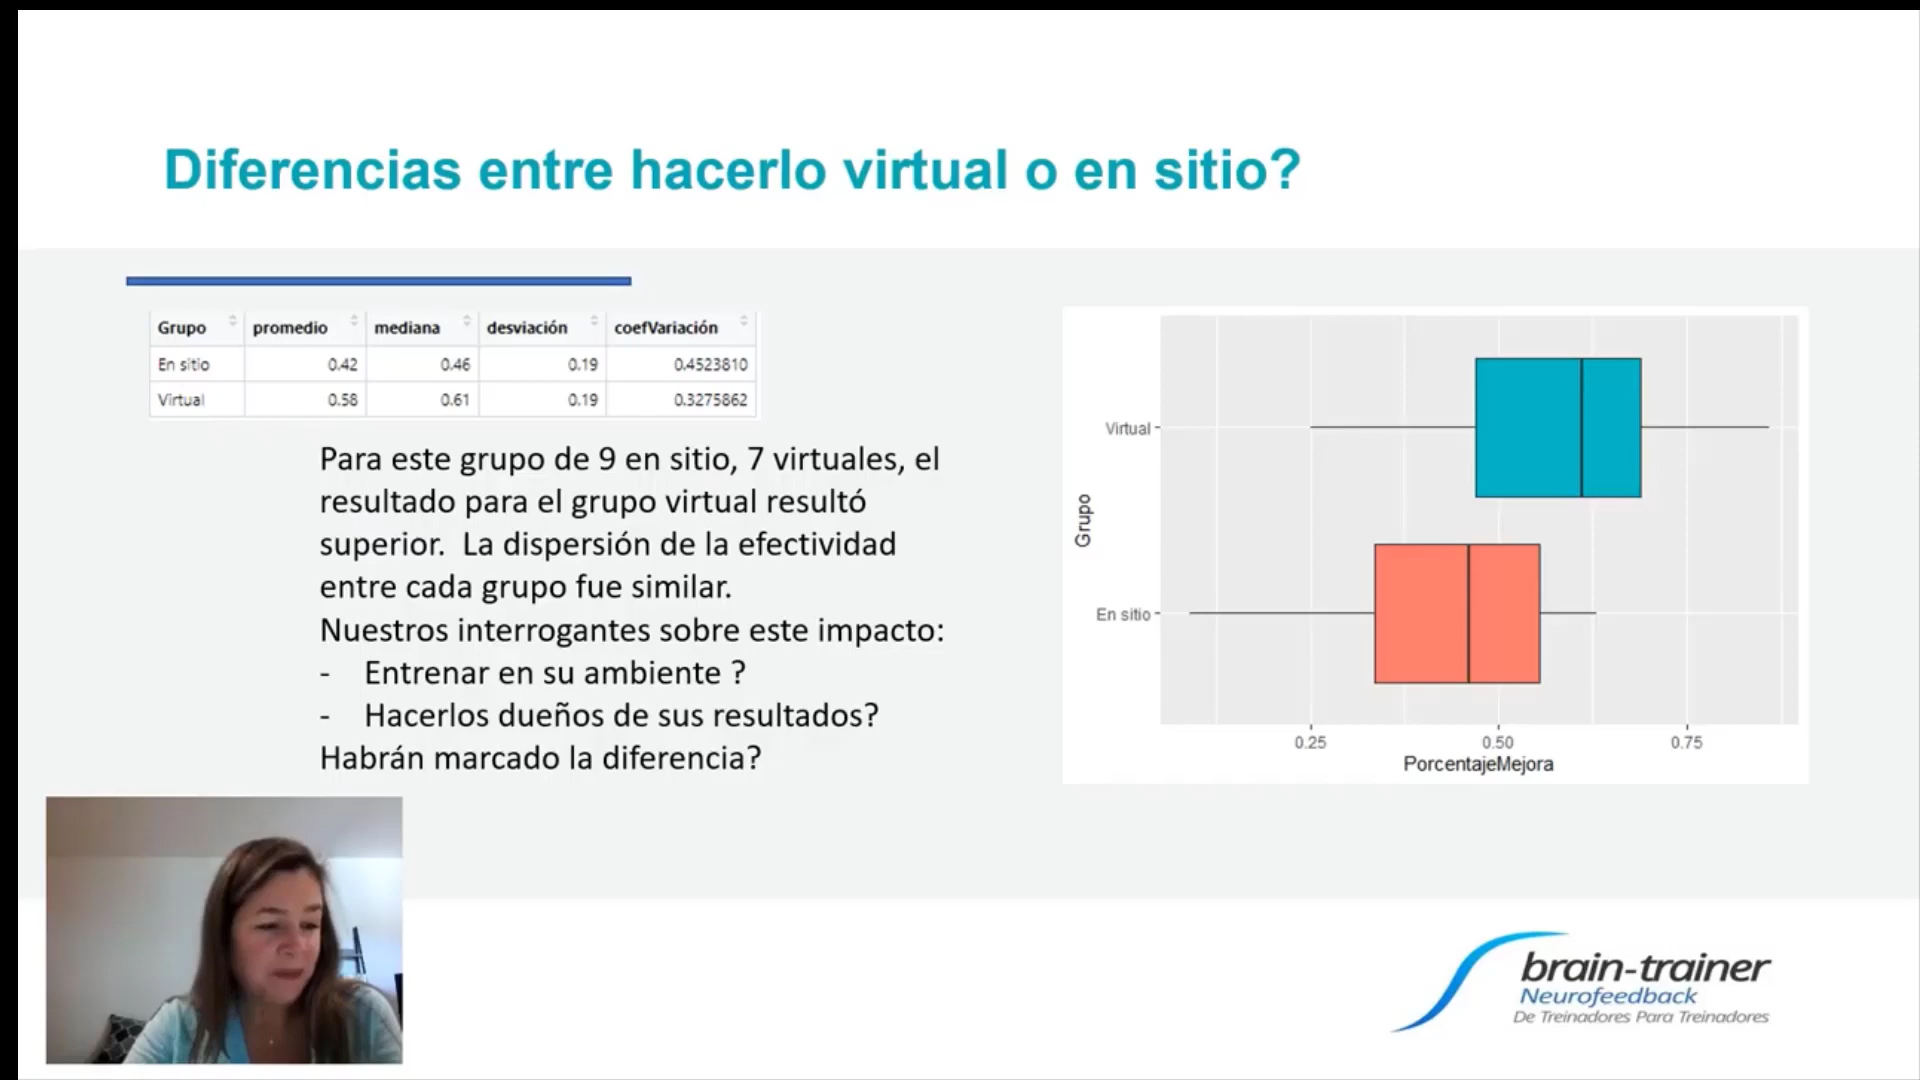 Diferencias entre hacerlo virtual o en sitio?
Grupo promedio mediana desviación coefVariación
En sitio 0.42 0.46 0.19 0.4523810
Virtual 0.58 0.61 0.19 0.3275862
Para este grupo de 9 en sitio, 7 virtuales, el
resultado para el grupo virtual resultó
superior.  La dispersión de la efectividad
entre cada grupo fue similar.
Nuestros interrogantes sobre este impacto:
- Entrenar en su ambiente ?
- Hacerlos dueños de sus resultados?
Habrán marcado la diferencia?
Grupo
Virtual
En sitio
0.25 0.50 0.75
PorcentajeMejora
brain-trainer
Neurofeedback
De Treinadores Para Treinadores